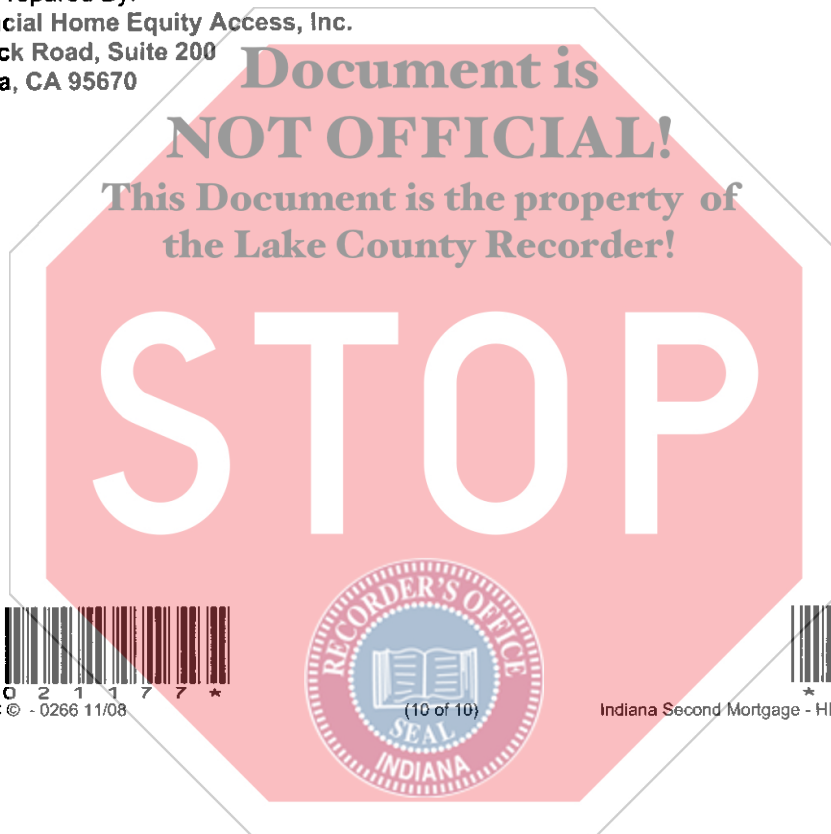 Prepared By:
cial Home Equity Access, Inc.
ck Road, Suite 200
a, CA 95670
Document is
NOT OFFICIAL!
This Document is the property of
the Lake County Recorder!
STOP
RECORDER'S OFFICE
SEAL
INDIANA
0 2 1 1 7 7 *
© - 0266 11/08
(10 of 10)
*
Indiana Second Mortgage - H